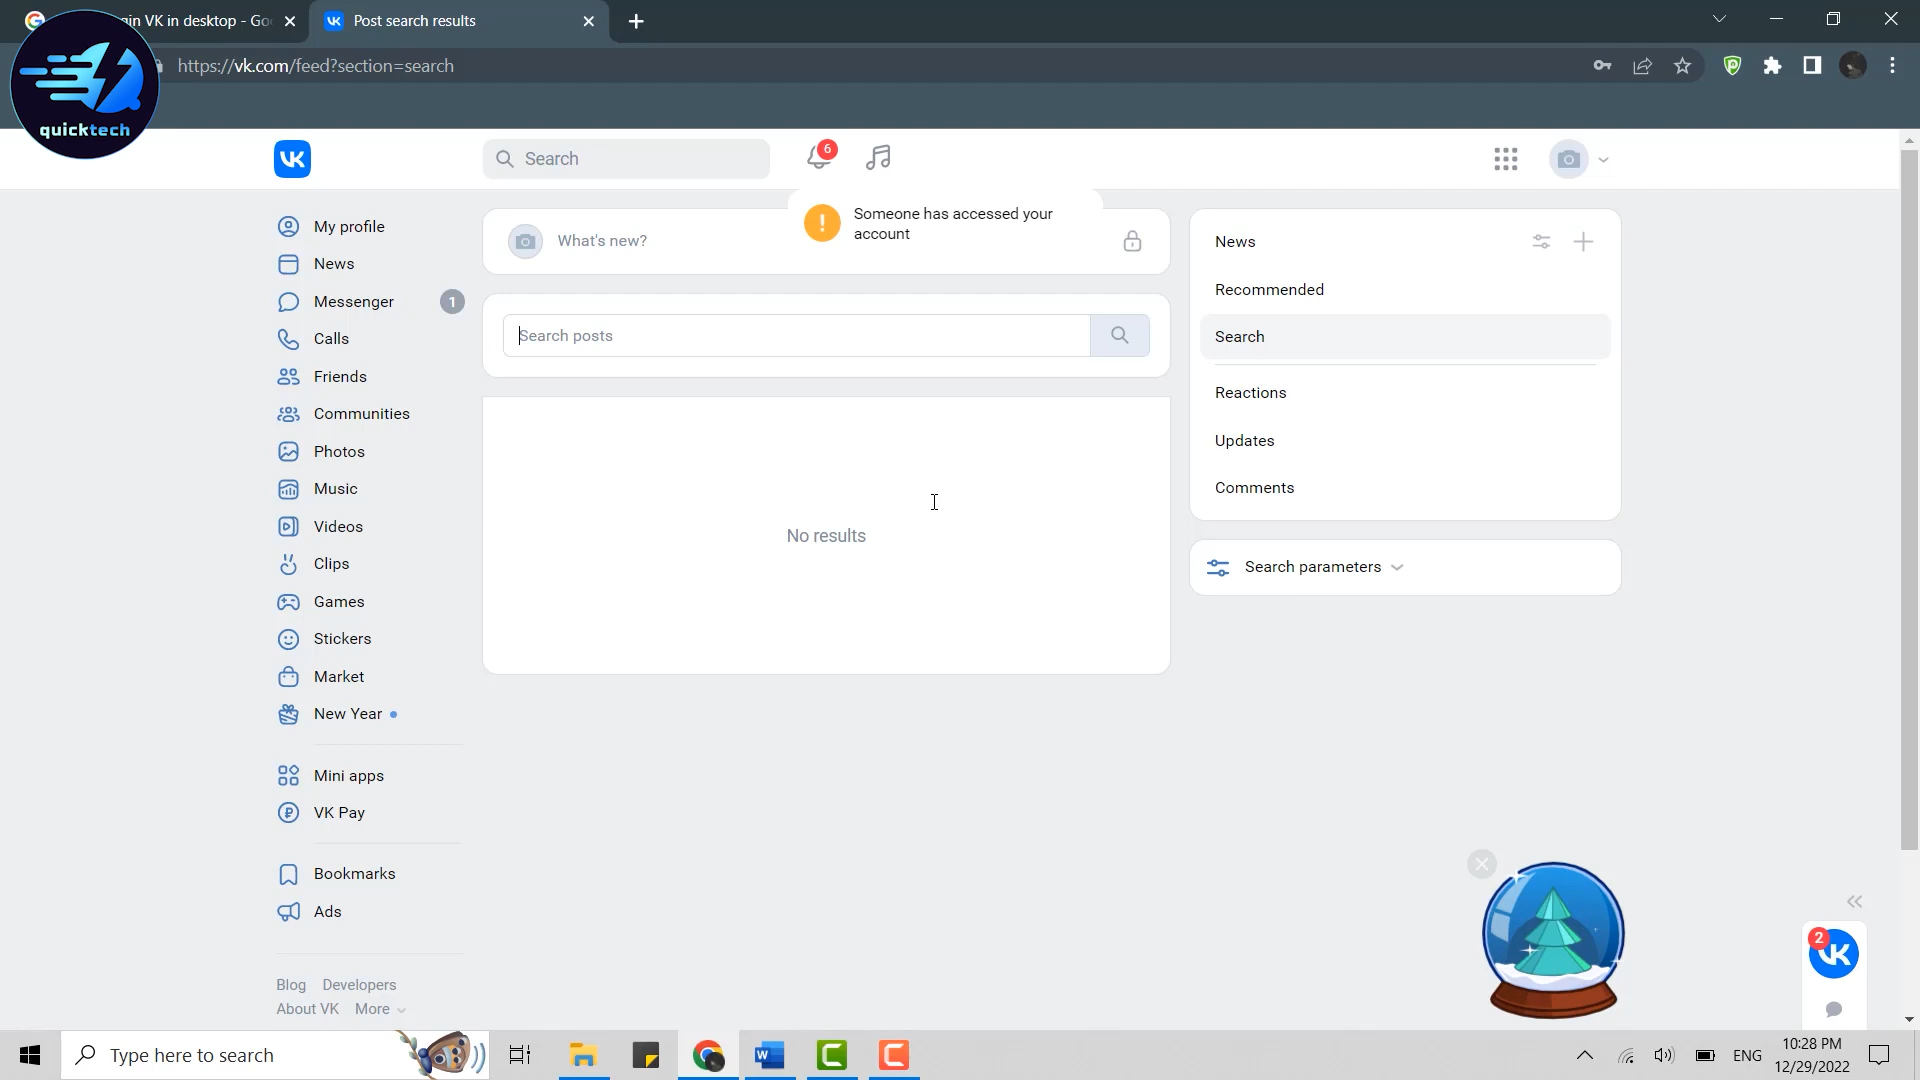 gin VK in desktop - Go
Post search results
quicktech
https://vk.com/feed?section=search
VK
Search
6
Someone has accessed your
account
My profile
News
Messenger
1
Calls
Friends
Communities
Photos
Music
Videos
Clips
Games
Stickers
Market
New Year
Mini apps
VK Pay
Bookmarks
Ads
Blog Developers
About VK More
What's new?
Search posts
No results
News
Recommended
Search
Reactions
Updates
Comments
Search parameters
2
VK
Type here to search
ENG
10:28 PM
12/29/2022